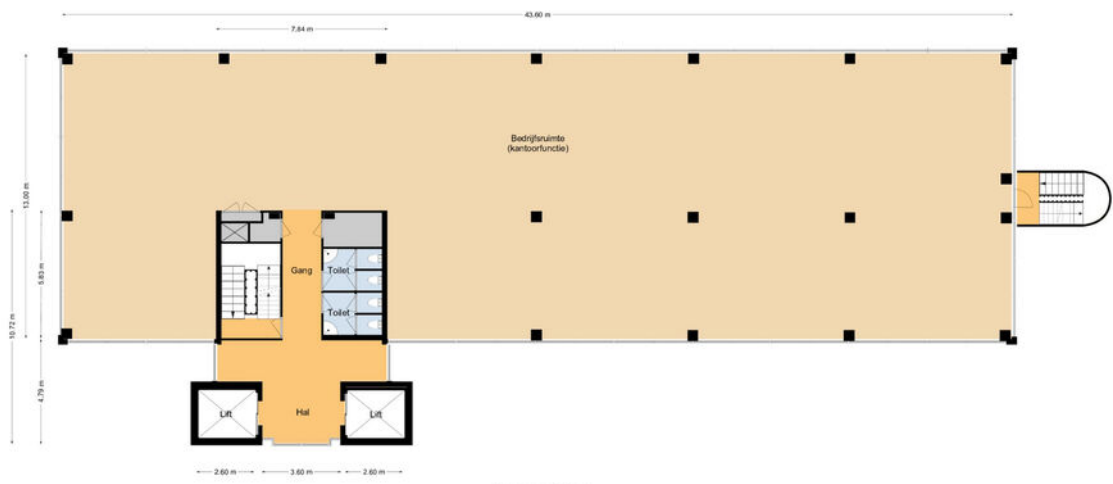 43.60 m
7.84 m
Bedrijfsruimte
(kantoorfunctie)
13.00 m
5.83 m
10.72 m
4.79 m
Gang
Toilet
Toilet
Lift
Hal
Lift
2.60 m
3.60 m
2.60 m